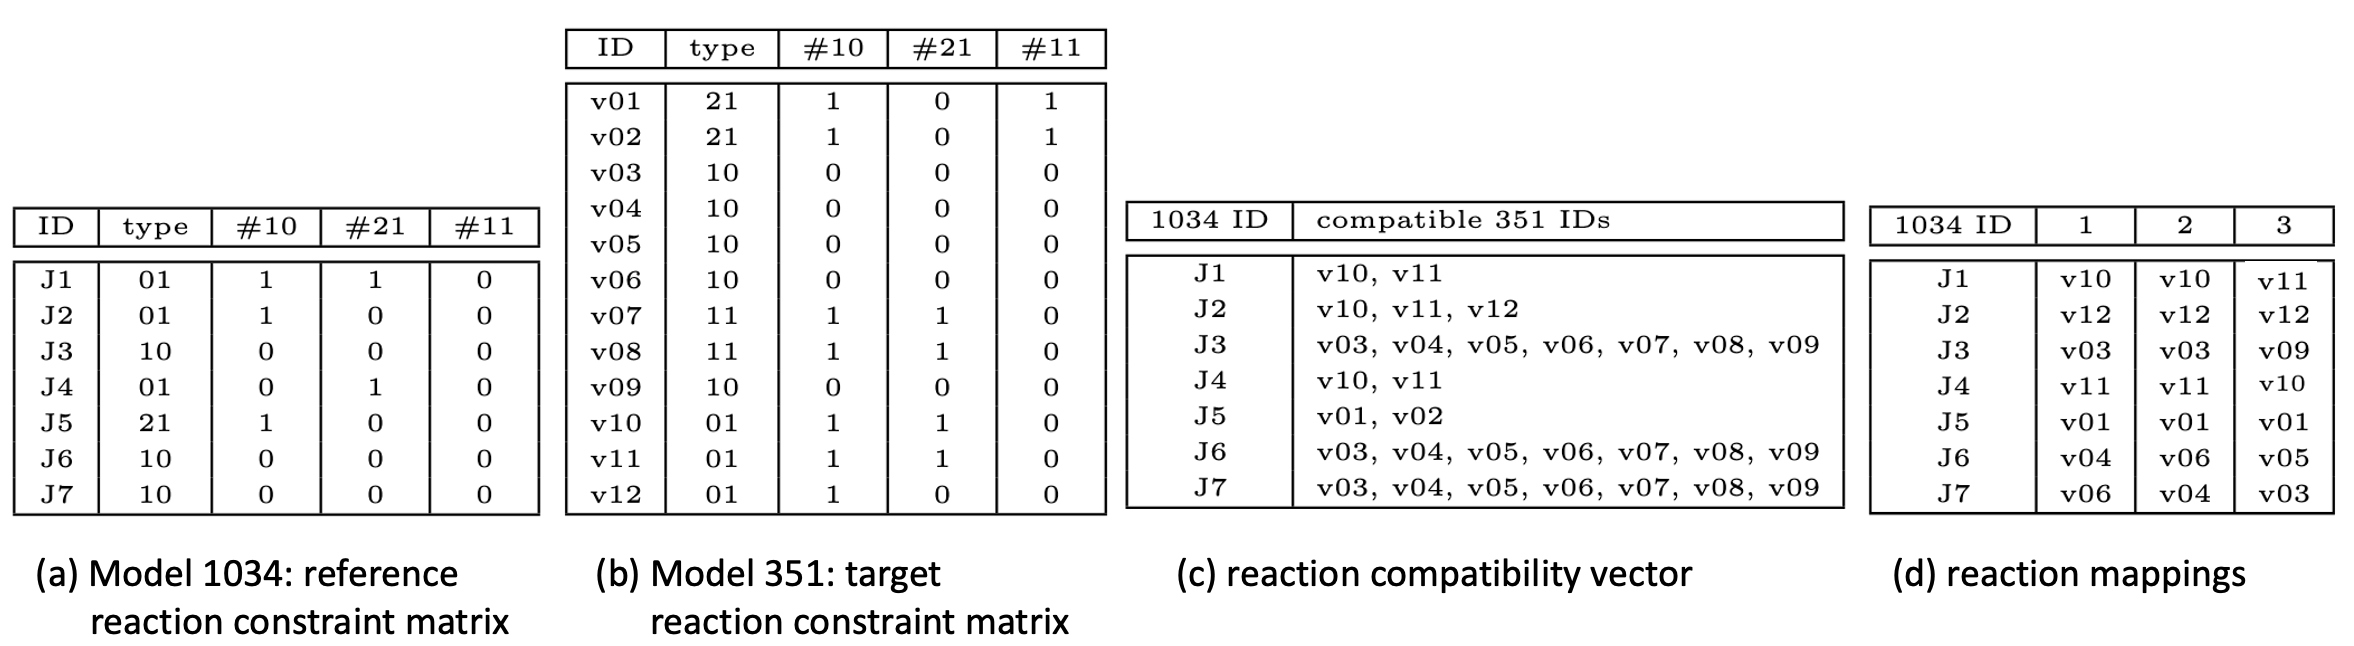 ID type #10 #21 #11
J1 01 1 1 0
J2 01 1 0 0
J3 10 0 0 0
J4 01 0 1 0
J5 21 1 0 0
J6 10 0 0 0
J7 10 0 0 0
(a) Model 1034: reference
reaction constraint matrix
ID type #10 #21 #11
v01 21 1 0 1
v02 21 1 0 1
v03 10 0 0 0
v04 10 0 0 0
v05 10 0 0 0
v06 10 0 0 0
v07 11 1 1 0
v08 11 1 1 0
v09 10 0 0 0
v10 01 1 1 0
v11 01 1 1 0
v12 01 1 0 0
(b) Model 351: target
reaction constraint matrix
1034 ID compatible 351 IDs
J1 v10, v11
J2 v10, v11, v12
J3 v03, v04, v05, v06, v07, v08, v09
J4 v10, v11
J5 v01, v02
J6 v03, v04, v05, v06, v07, v08, v09
J7 v03, v04, v05, v06, v07, v08, v09
(c) reaction compatibility vector
1034 ID 1 2 3
J1 v10 v10 v11
J2 v12 v12 v12
J3 v03 v03 v09
J4 v11 v11 v10
J5 v01 v01 v01
J6 v04 v06 v05
J7 v06 v04 v03
(d) reaction mappings